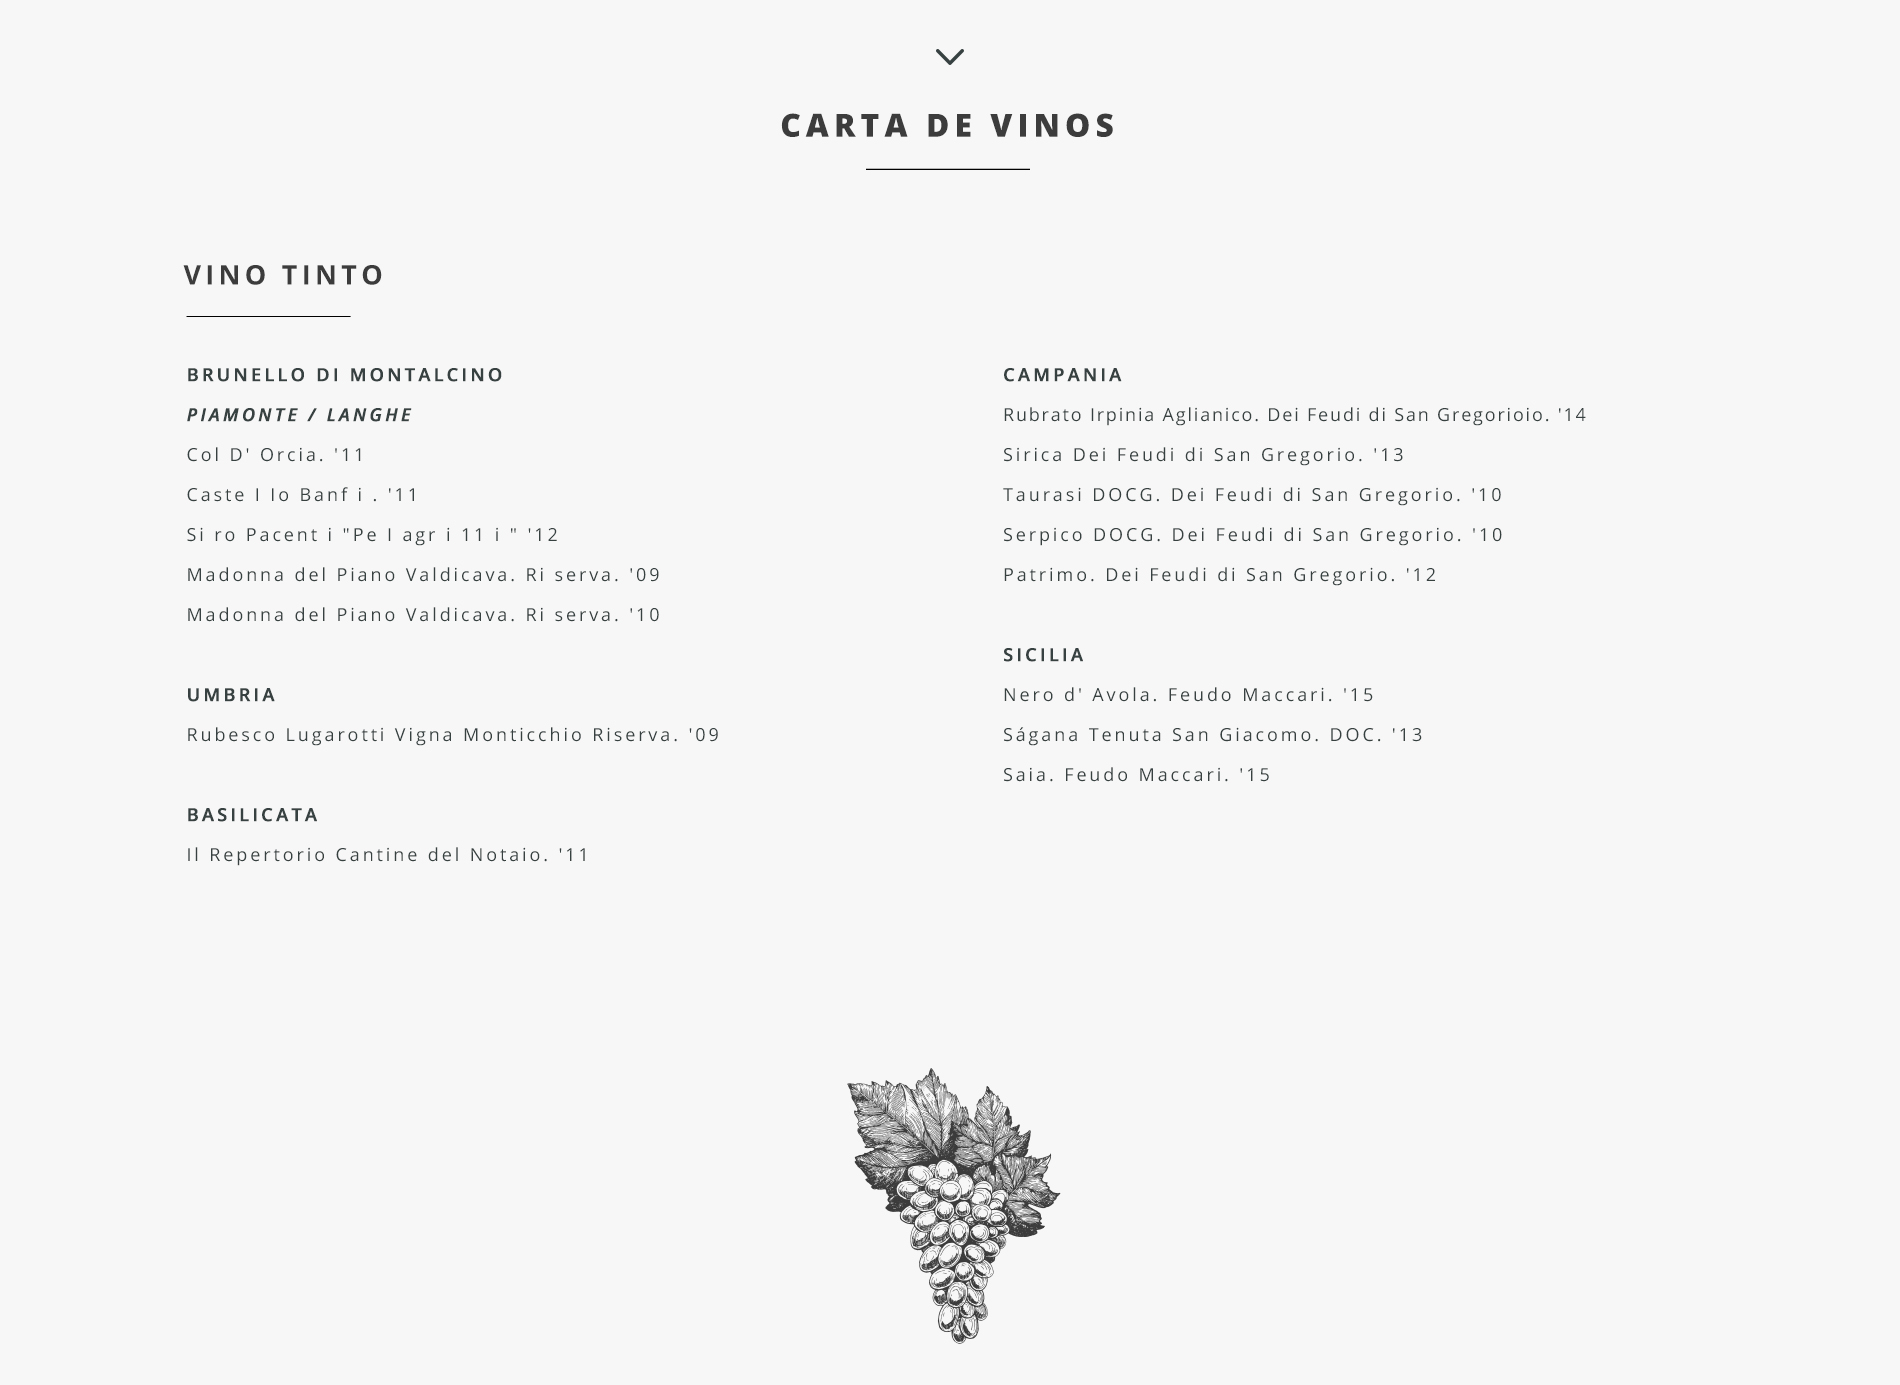 CARTA DE VINOS
VINO TINTO
BRUNELLO DI MONTALCINO
PIAMONTE / LANGHE
Col D' Orcia. '11
Caste I Io Banf i . '11
Si ro Pacent i "Pe I agr i 11 i " '12
Madonna del Piano Valdicava. Ri serva. '09
Madonna del Piano Valdicava. Ri serva. '10
UMBRIA
Rubesco Lugarotti Vigna Monticchio Riserva. '09
BASILICATA
Il Repertorio Cantine del Notaio. '11
CAMPANIA
Rubrato Irpinia Aglianico. Dei Feudi di San Gregorioio. '14
Sirica Dei Feudi di San Gregorio. '13
Taurasi DOCG. Dei Feudi di San Gregorio. '10
Serpico DOCG. Dei Feudi di San Gregorio. '10
Patrimo. Dei Feudi di San Gregorio. '12
SICILIA
Nero d' Avola. Feudo Maccari. '15
Ságana Tenuta San Giacomo. DOC. '13
Saia. Feudo Maccari. '15